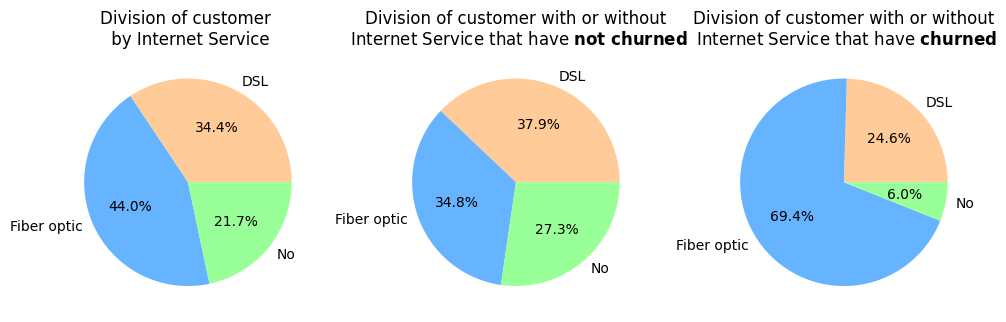 Division of customer
by Internet Service
DSL
34.4%
44.0%
Fiber optic
21.7%
No
Division of customer with or without
Internet Service that have not churned
DSL
37.9%
34.8%
Fiber optic
27.3%
No
Division of customer with or without
Internet Service that have churned
DSL
24.6%
6.0%
No
69.4%
Fiber optic